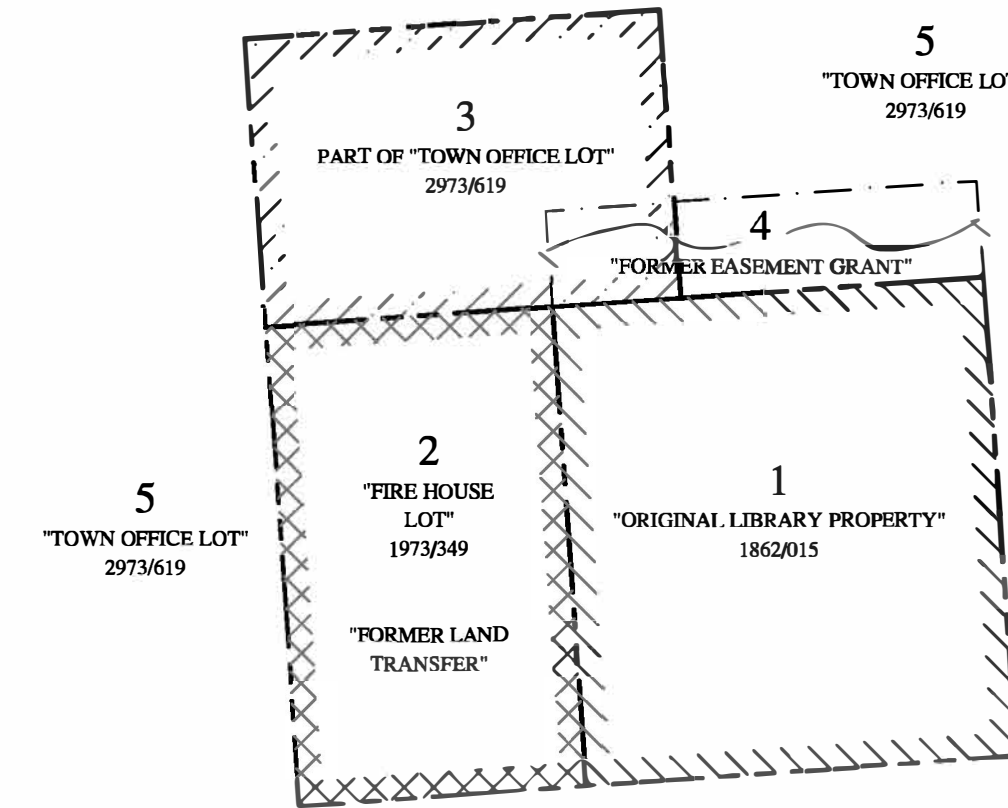 5
"TOWN OFFICE LOT
2973/619
3
PART OF "TOWN OFFICE LOT"
2973/619
4
"FORMER EASEMENT GRANT"
2
"FIRE HOUSE
LOT"
1973/349
"FORMER LAND
TRANSFER"
1
"ORIGINAL LIBRARY PROPERTY"
1862/015
5
"TOWN OFFICE LOT"
2973/619